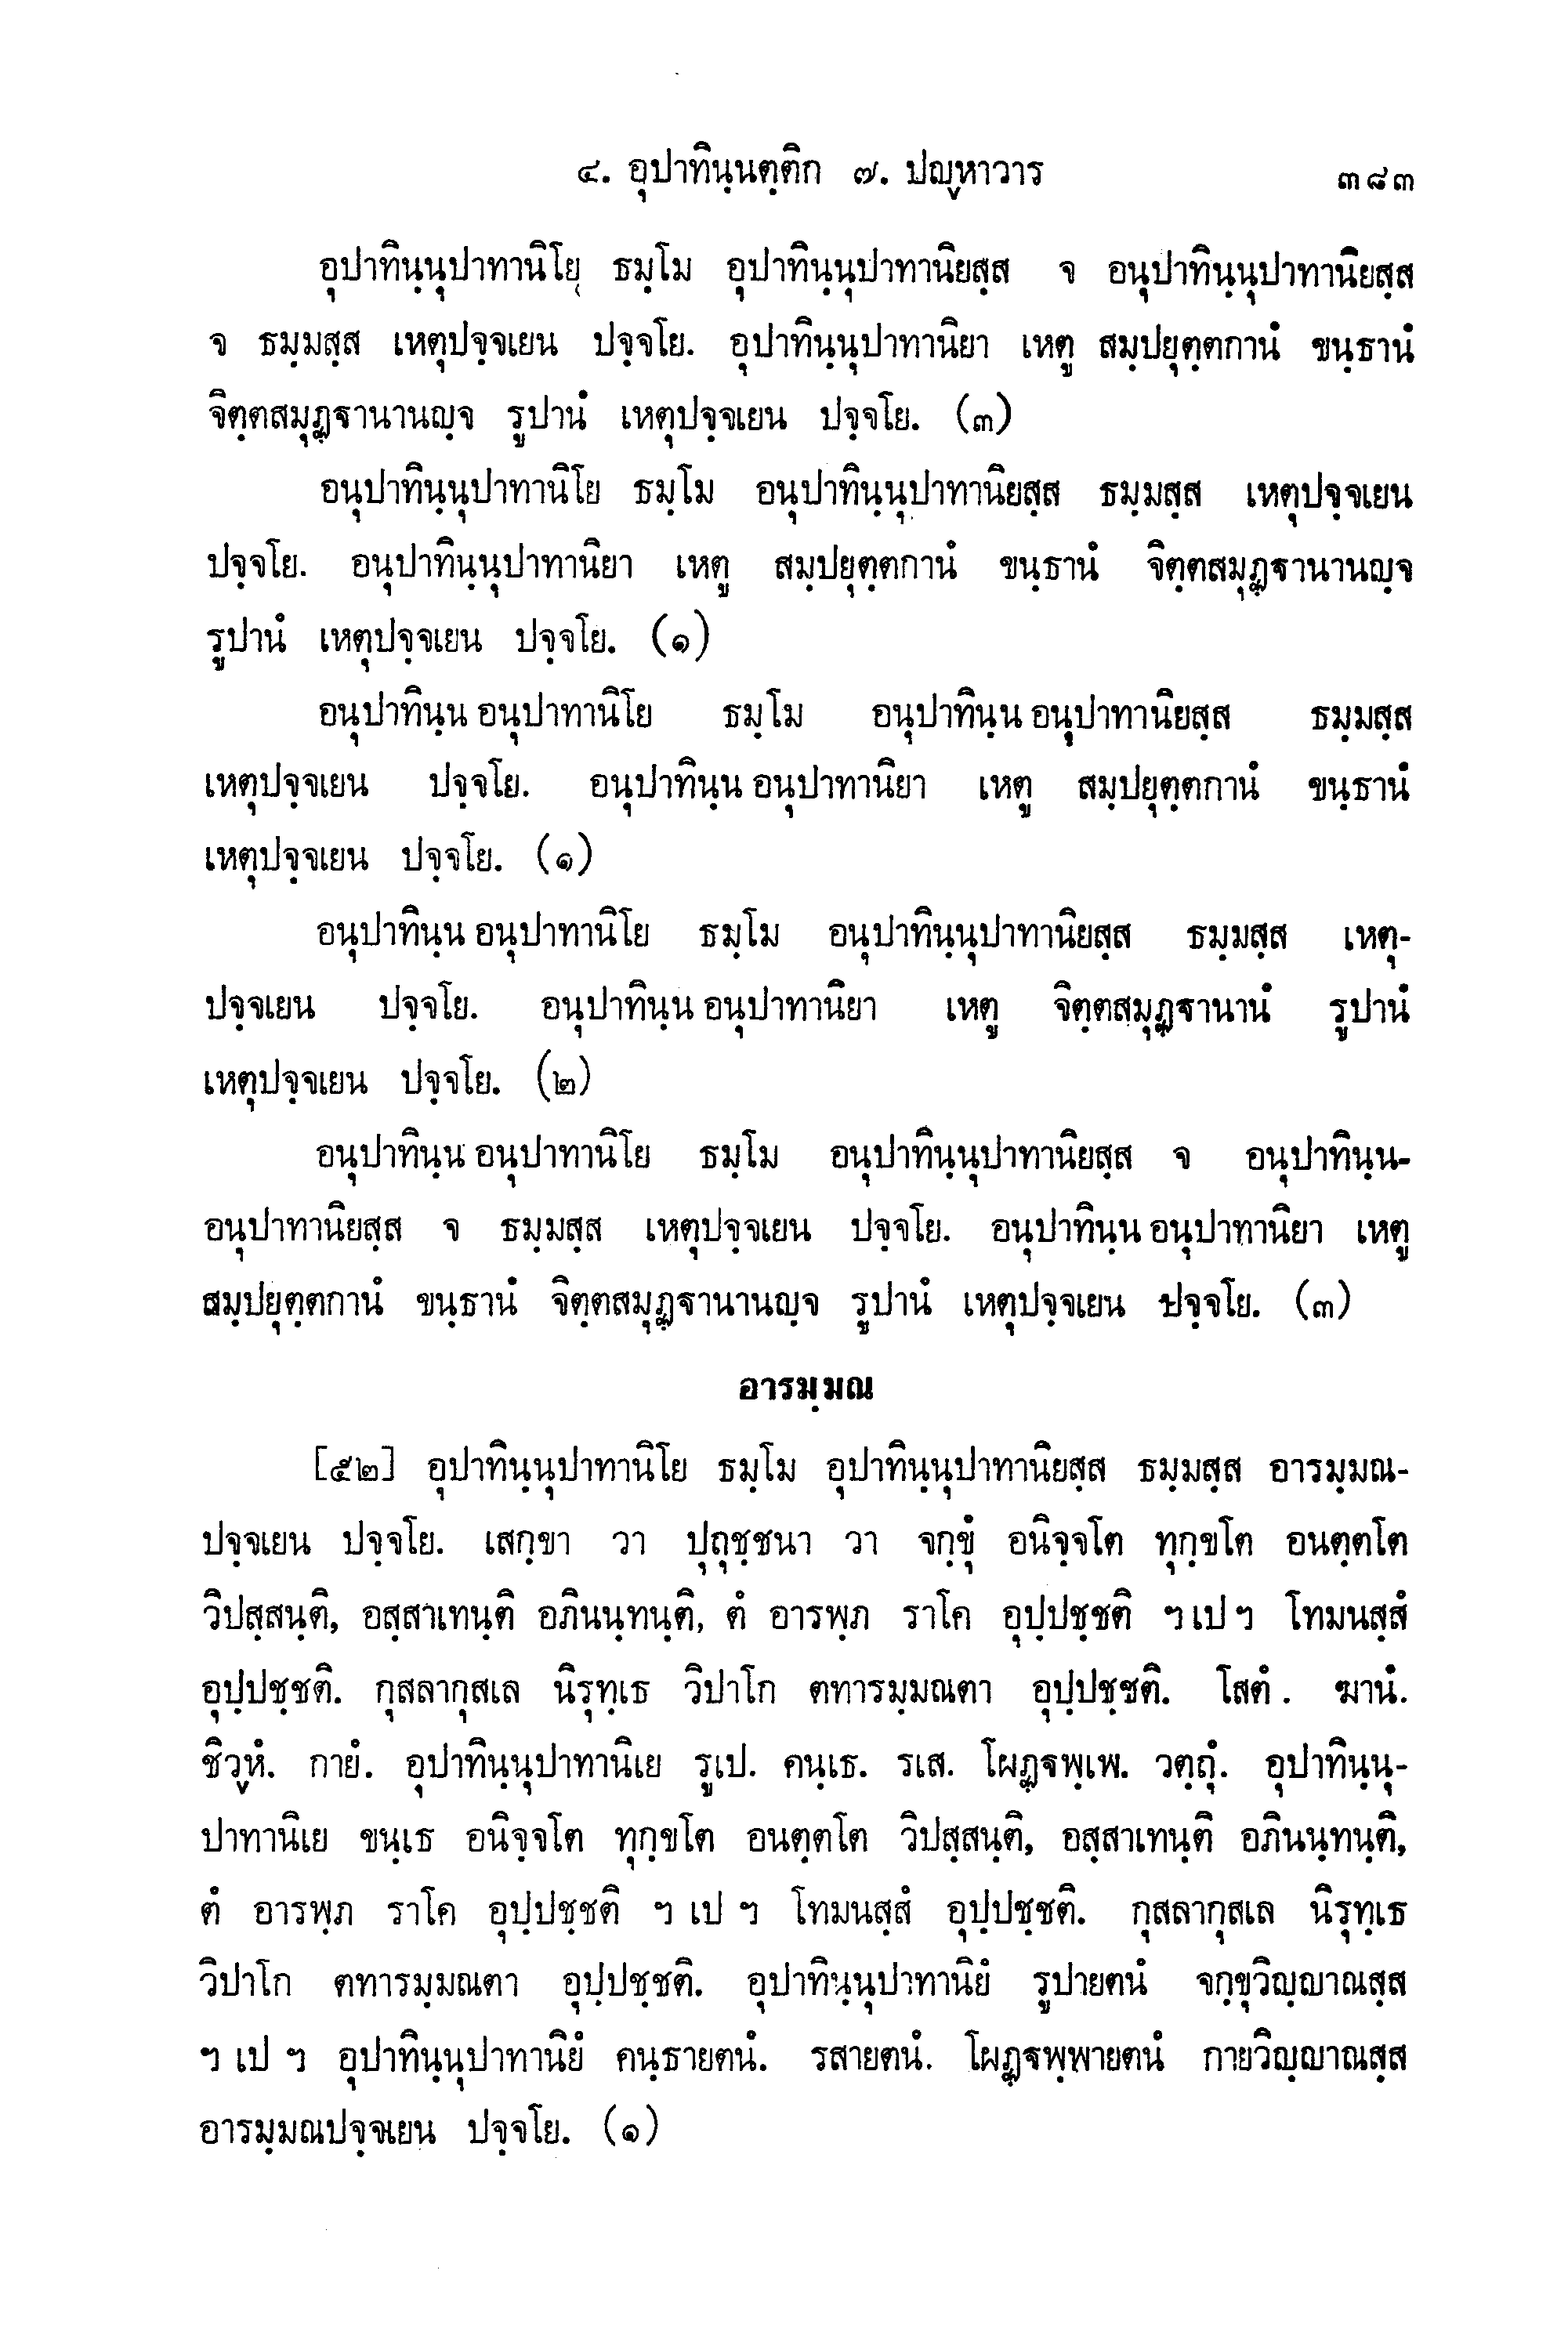 ๔. อุปาทินฺนตฺติก ๗. ปญฺหาวาร ๓๘๓
อุปาทินฺนุปาทานิโย ธมฺโม อุปาทินฺนุปาทานิยสฺส จ อนุปาทินฺนุปาทานิยสฺส
จ ธมฺมสฺส เหตุปจฺจเยน ปจฺจโย. อุปาทินฺนุปาทานิยา เหตู สมฺปยุตฺตกานํ ขนฺธานํ
จิตฺตสมุฏฺฐานานญฺจ รูปานํ เหตุปจฺจเยน ปจฺจโย. (๓)
อนุปาทินฺนุปาทานิโย ธมฺโม อนุปาทินฺนุปาทานิยสฺส ธมฺมสฺส เหตุปจฺจเยน
ปจฺจโย. อนุปาทินฺนุปาทานิยา เหตู สมฺปยุตฺตกานํ ขนฺธานํ จิตฺตสมุฏฺฐานานญฺจ
รูปานํ เหตุปจฺจเยน ปจฺจโย. (๑)
อนุปาทินฺน อนุปาทานิโย ธมฺโม อนุปาทินฺน อนุปาทานิยสฺส ธมฺมสฺส
เหตุปจฺจเยน ปจฺจโย. อนุปาทินฺน อนุปาทานิยา เหตู สมฺปยุตฺตกานํ ขนฺธานํ
เหตุปจฺจเยน ปจฺจโย. (๑)
อนุปาทินฺน อนุปาทานิโย ธมฺโม อนุปาทินฺนุปาทานิยสฺส ธมฺมสฺส เหตุ-
ปจฺจเยน ปจฺจโย. อนุปาทินฺน อนุปาทานิยา เหตู จิตฺตสมุฏฺฐานานํ รูปานํ
เหตุปจฺจเยน ปจฺจโย. (๒)
อนุปาทินฺน อนุปาทานิโย ธมฺโม อนุปาทินฺนุปาทานิยสฺส จ อนุปาทินฺน-
อนุปาทานิยสฺส จ ธมฺมสฺส เหตุปจฺจเยน ปจฺจโย. อนุปาทินฺน อนุปาทานิยา เหตู
สมฺปยุตฺตกานํ ขนฺธานํ จิตฺตสมุฏฺฐานานญฺจ รูปานํ เหตุปจฺจเยน ปจฺจโย. (๓)
อารมฺมณ
[๕๒] อุปาทินฺนุปาทานิโย ธมฺโม อุปาทินฺนุปาทานิยสฺส ธมฺมสฺส อารมฺมณ-
ปจฺจเยน ปจฺจโย. เสกฺขา วา ปุถุชฺชนา วา จกฺขุํ อนิจฺจโต ทุกฺขโต อนตฺตโต
วิปสฺสนฺติ, อสฺสาเทนฺติ อภินนฺทนฺติ, ตํ อารพฺภ ราโค อุปฺปชฺชติ ฯ เป ฯ โทมนสฺสํ
อุปฺปชฺชติ. กุสลากุสเล นิรุทฺเธ วิปาโก ตทารมฺมณตา อุปฺปชฺชติ. โสตํ. ฆานํ.
ชิวฺหํ. กายํ. อุปาทินฺนุปาทานิเย รูเป. คนฺเธ. รเส. โผฏฺฐพฺเพ. วตฺถุํ. อุปาทินฺนุ-
ปาทานิเย ขนฺเธ อนิจฺจโต ทุกฺขโต อนตฺตโต วิปสฺสนฺติ, อสฺสาเทนฺติ อภินนฺทนฺติ,
ตํ อารพฺภ ราโค อุปฺปชฺชติ ฯ เป ฯ โทมนสฺสํ อุปฺปชฺชติ. กุสลากุสเล นิรุทฺเธ
วิปาโก ตทารมฺมณตา อุปฺปชฺชติ. อุปาทินฺนุปาทานิยํ รูปายตนํ จกฺขุวิญฺญาณสฺส
ฯ เป ฯ อุปาทินฺนุปาทานิยํ คนฺธายตนํ. รสายตนํ. โผฏฺฐพฺพายตนํ กายวิญฺญาณสฺส
อารมฺมณปจฺจเยน ปจฺจโย. (๑)